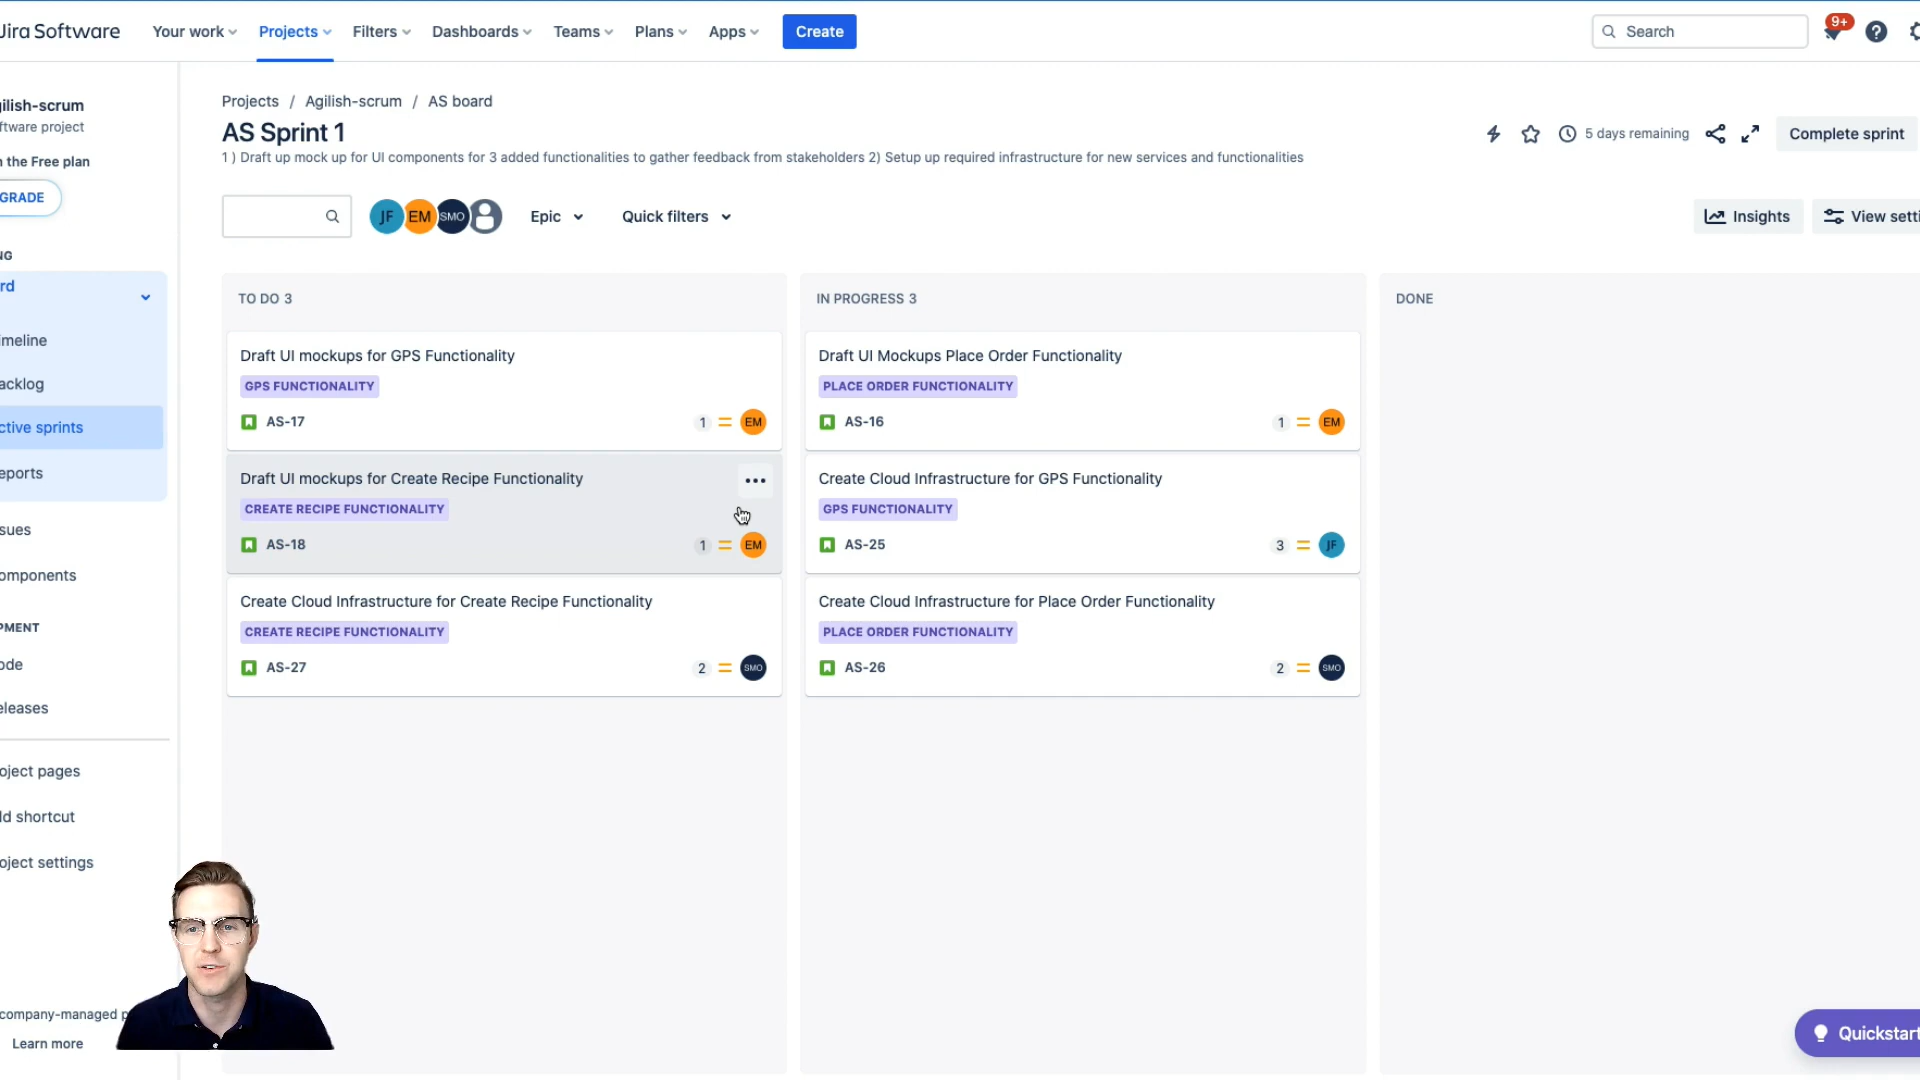 Jira Software
Your work
Projects
Filters
Dashboards
Teams
Plans
Apps
Create
Search
9+
gilish-scrum
ftware project
n the Free plan
GRADE
NG
rd
imeline
acklog
ctive sprints
eports
sues
omponents
PMENT
ode
eleases
oject pages
ld shortcut
oject settings
company-managed p
Learn more
Projects / Agilish-scrum / AS board
AS Sprint 1
1 ) Draft up mock up for UI components for 3 added functionalities to gather feedback from stakeholders 2) Setup up required infrastructure for new services and functionalities
5 days remaining
Complete sprint
JF EM SMO
Epic
Quick filters
Insights
View setti
TO DO 3
Draft UI mockups for GPS Functionality
GPS FUNCTIONALITY
AS-17 1 EM
Draft UI mockups for Create Recipe Functionality
CREATE RECIPE FUNCTIONALITY
AS-18 1 EM
Create Cloud Infrastructure for Create Recipe Functionality
CREATE RECIPE FUNCTIONALITY
AS-27 2 SMO
IN PROGRESS 3
Draft UI Mockups Place Order Functionality
PLACE ORDER FUNCTIONALITY
AS-16 1 EM
Create Cloud Infrastructure for GPS Functionality
GPS FUNCTIONALITY
AS-25 3 JF
Create Cloud Infrastructure for Place Order Functionality
PLACE ORDER FUNCTIONALITY
AS-26 2 SMO
DONE
Quickstart